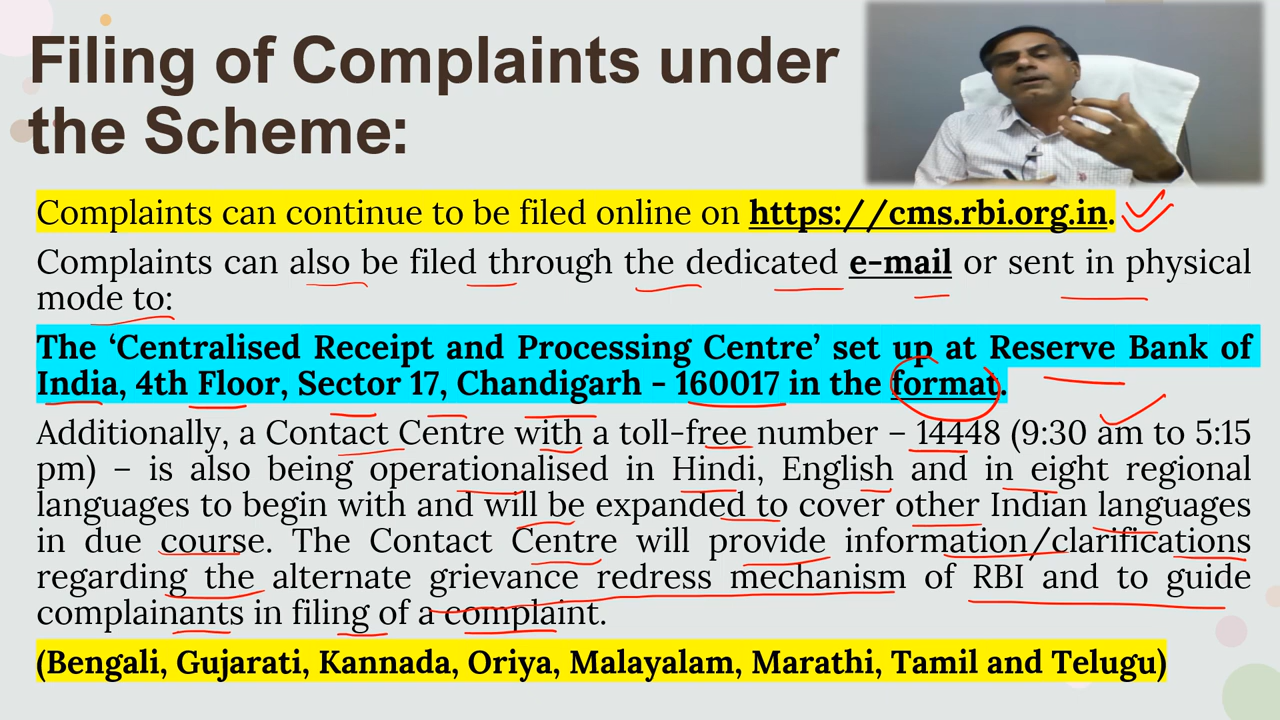 Filing of Complaints under
the Scheme:
Complaints can continue to be filed online on https://cms.rbi.org.in.
Complaints can also be filed through the dedicated e-mail or sent in physical
mode to:
The ‘Centralised Receipt and Processing Centre’ set up at Reserve Bank of
India, 4th Floor, Sector 17, Chandigarh - 160017 in the format.
Additionally, a Contact Centre with a toll-free number – 14448 (9:30 am to 5:15
pm) – is also being operationalised in Hindi, English and in eight regional
languages to begin with and will be expanded to cover other Indian languages
in due course. The Contact Centre will provide information/clarifications
regarding the alternate grievance redress mechanism of RBI and to guide
complainants in filing of a complaint.
(Bengali, Gujarati, Kannada, Oriya, Malayalam, Marathi, Tamil and Telugu)